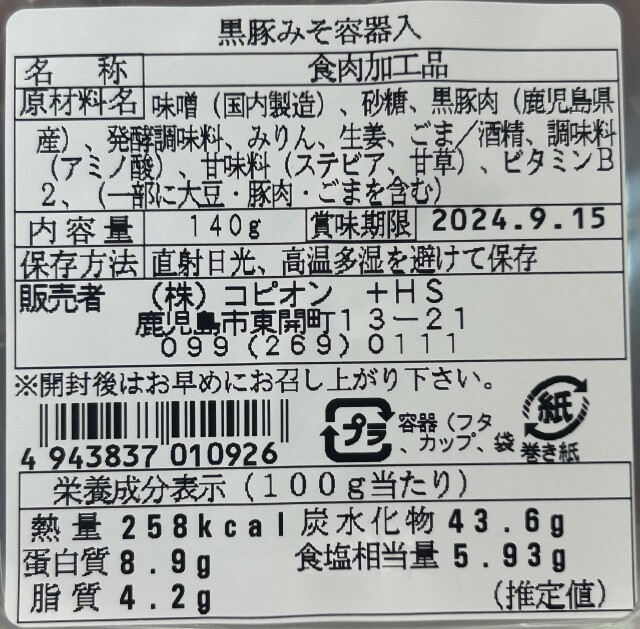 黒豚みそ容器入
名 称 食肉加工品
原材料名 味噌（国内製造）、砂糖、黒豚肉（鹿児島県
産）、発酵調味料、みりん、生姜、ごま／酒精、調味料
（アミノ酸）、甘味料（ステビア、甘草）、ビタミンB
2、（一部に大豆・豚肉・ごまを含む）
内容量 140g 賞味期限 2024.9.15
保存方法 直射日光、高温多湿を避けて保存
販売者 （株）コピオン +HS
鹿児島市東開町13－21
099（269）0111
※開封後はお早めにお召し上がり下さい。
プラ 容器（フタ
、カップ、袋
紙
巻き紙
4 943837 010926
栄養成分表示（100g当たり）
熱量 258kcal 炭水化物 43.6g
蛋白質 8.9g 食塩相当量 5.93g
脂質 4.2g （推定値）